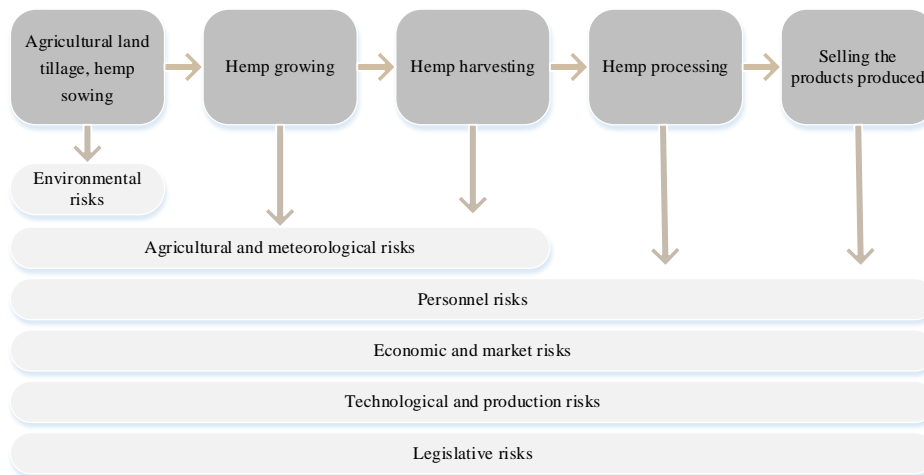 Agricultural land
tillage, hemp
sowing
Hemp growing
Hemp harvesting
Hemp processing
Selling the
products produced
Environmental
risks
Agricultural and meteorological risks
Personnel risks
Economic and market risks
Technological and production risks
Legislative risks